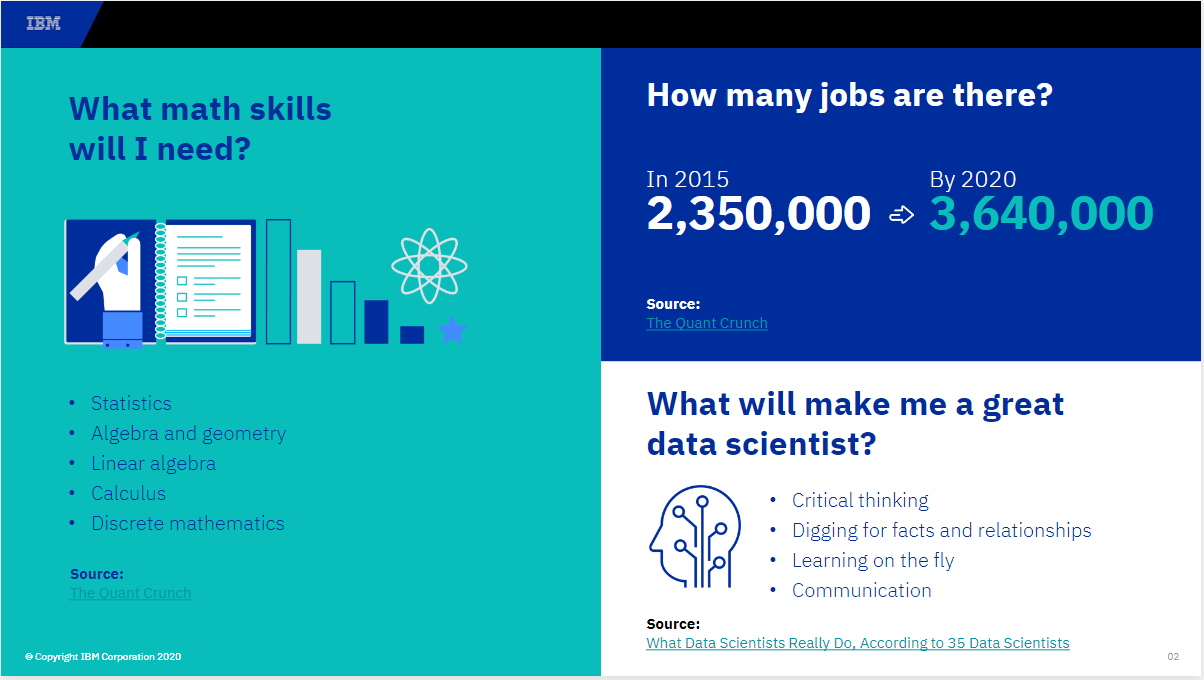 IBM
What math skills
will I need?
• Statistics
• Algebra and geometry
• Linear algebra
• Calculus
• Discrete mathematics
Source:
The Quant Crunch
© Copyright IBM Corporation 2020
How many jobs are there?
In 2015
2,350,000
By 2020
3,640,000
Source:
The Quant Crunch
What will make me a great
data scientist?
• Critical thinking
• Digging for facts and relationships
• Learning on the fly
• Communication
Source:
What Data Scientists Really Do, According to 35 Data Scientists
02